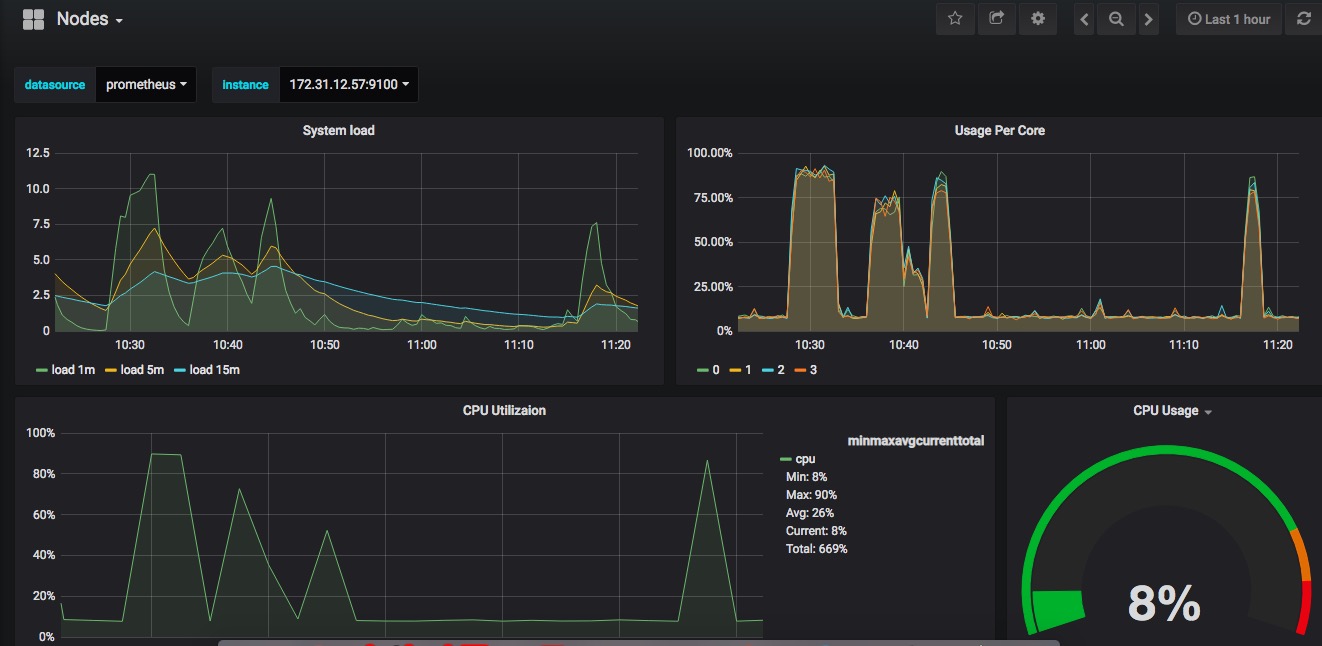 Nodes
Last 1 hour
datasource prometheus instance 172.31.12.57:9100
System load
12.5
10.0
7.5
5.0
2.5
0
10:30 10:40 10:50 11:00 11:10 11:20
load 1m load 5m load 15m
Usage Per Core
100.00%
75.00%
50.00%
25.00%
0%
10:30 10:40 10:50 11:00 11:10 11:20
0 1 2 3
CPU Utilizaion
100%
80%
60%
40%
20%
0%
minmaxavgcurrenttotal
cpu
Min: 8%
Max: 90%
Avg: 26%
Current: 8%
Total: 669%
CPU Usage
8%